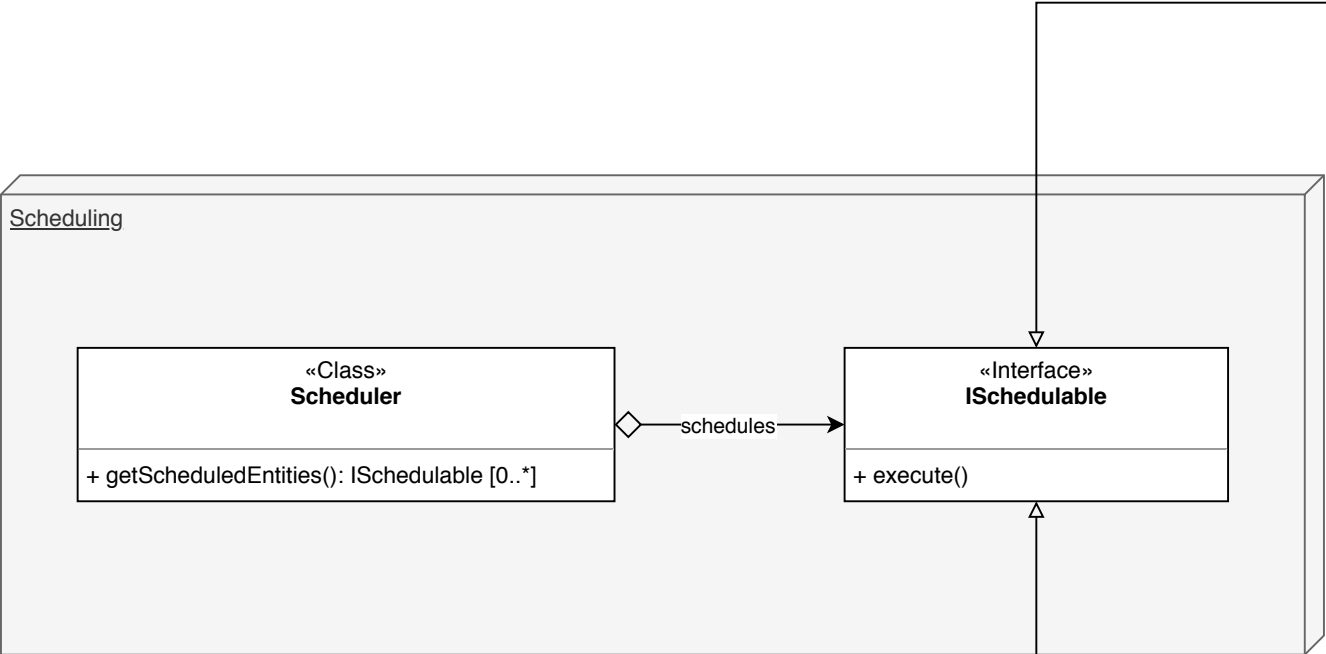 Scheduling
«Class»
Scheduler
+ getScheduledEntities(): ISchedulable [0..*]
schedules
«Interface»
ISchedulable
+ execute()